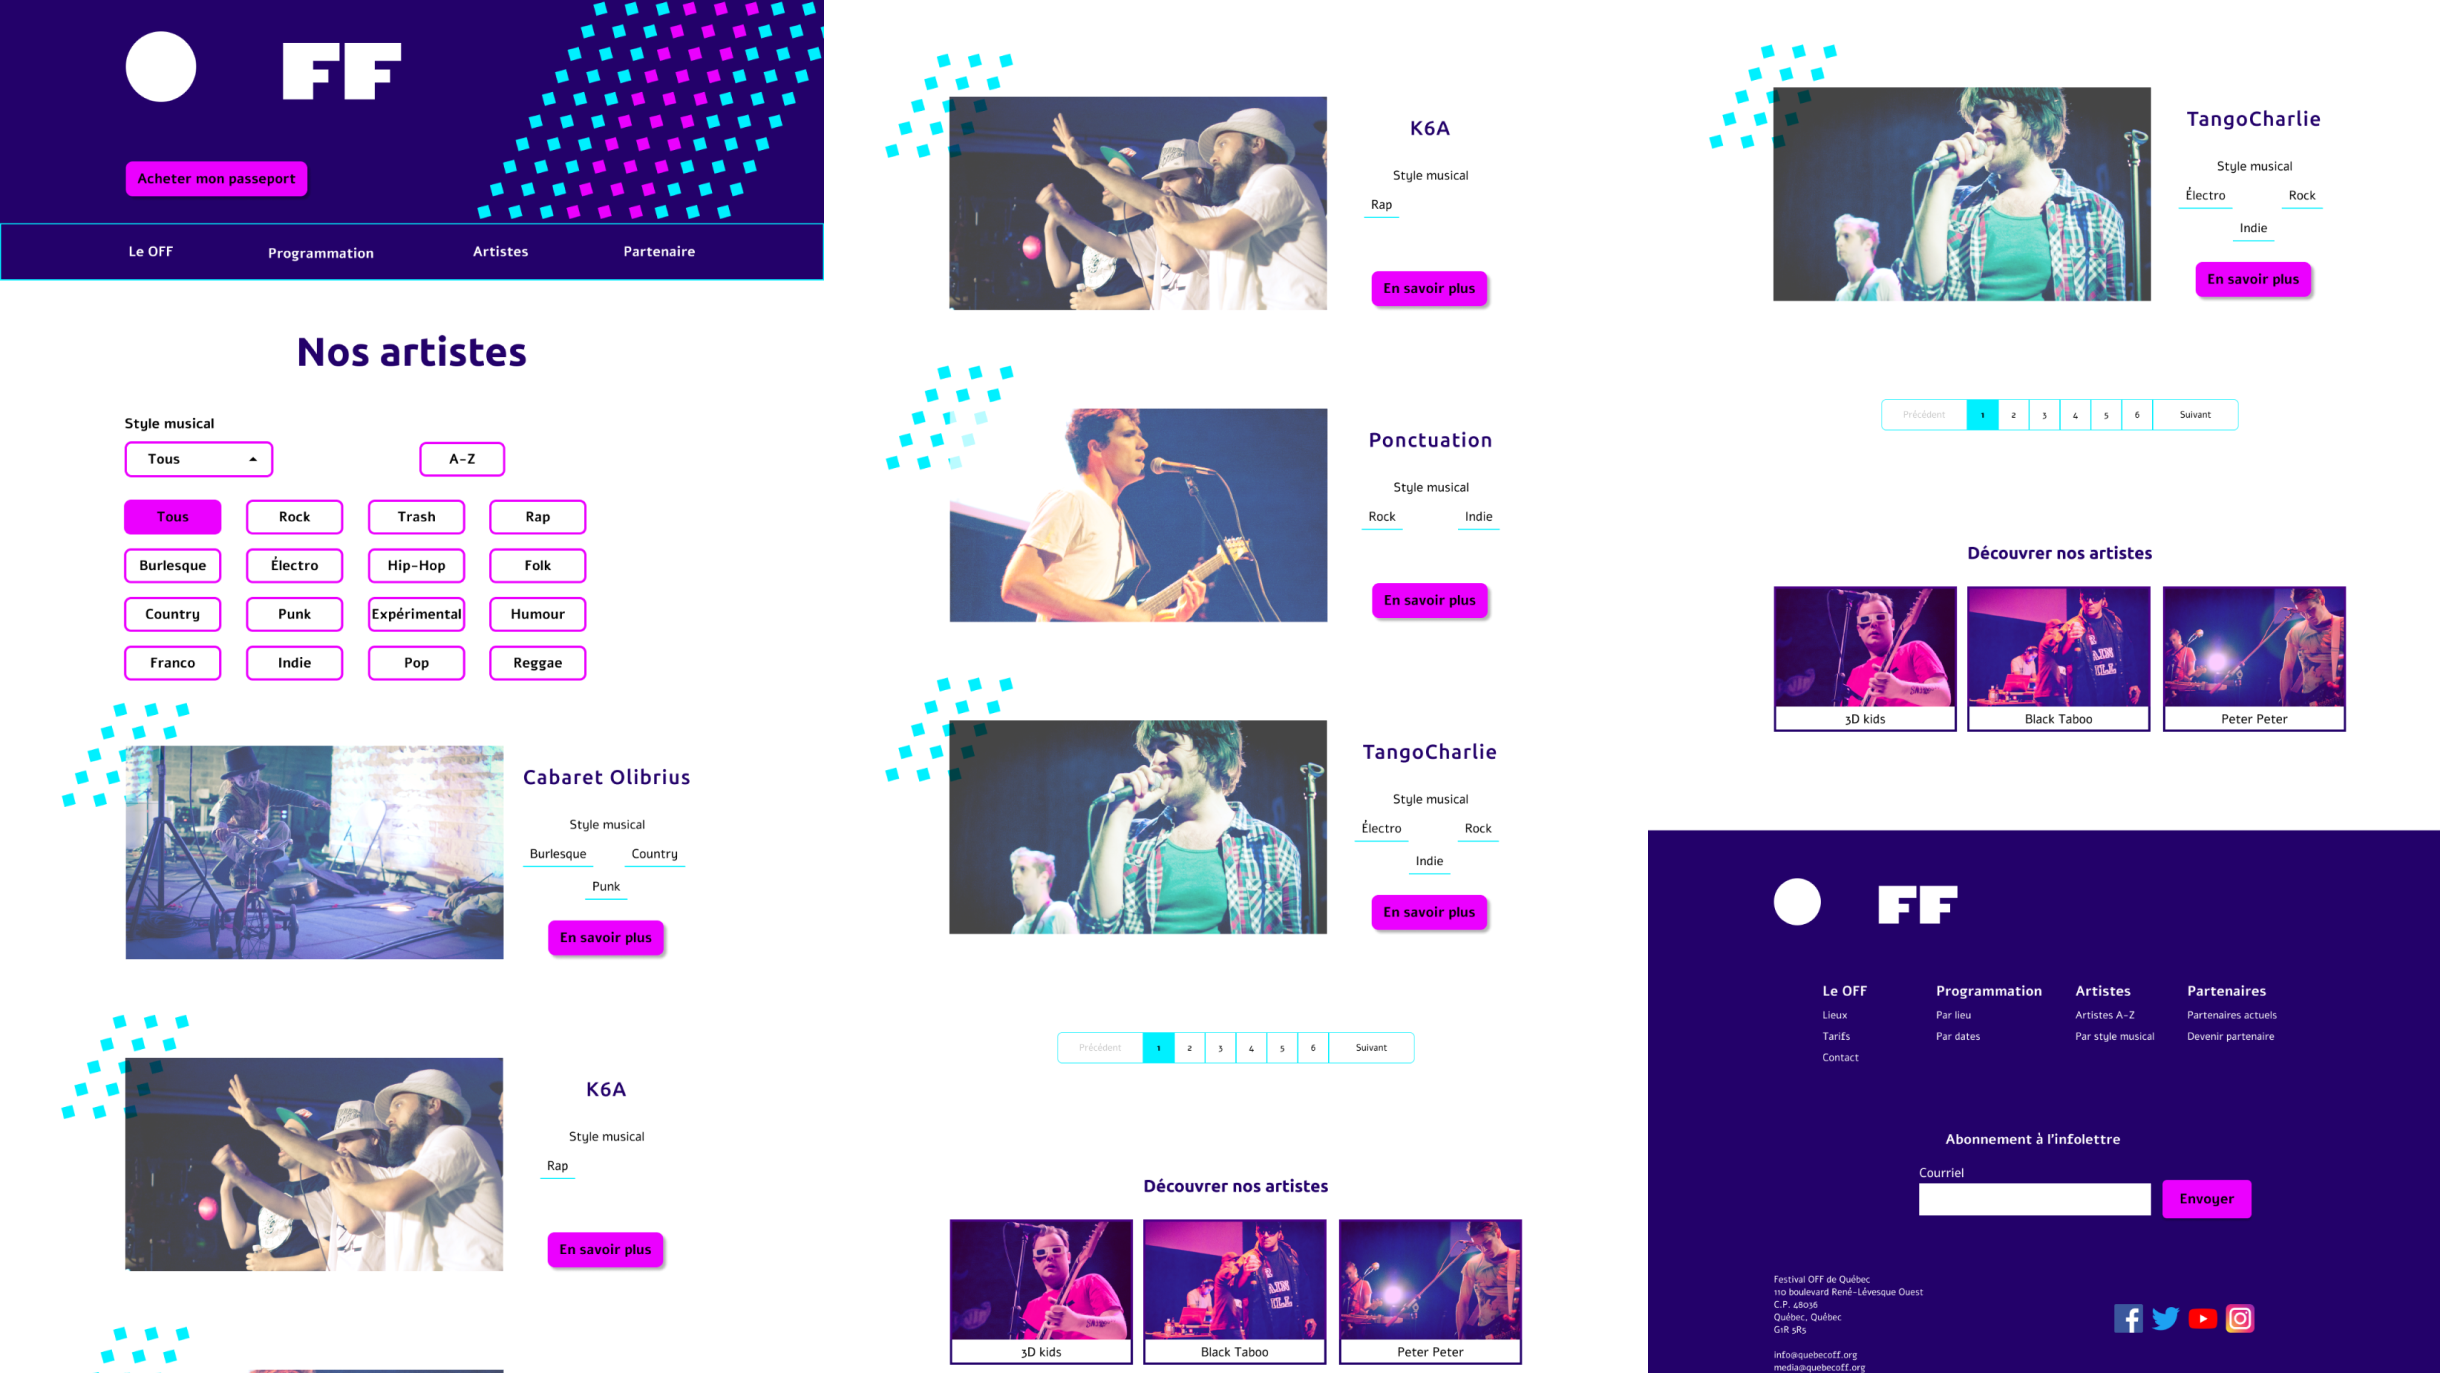 FF
Acheter mon passeport
Le OFF Programmation Artistes Partenaire
Nos artistes
Style musical
Tous A-Z
Tous Rock Trash Rap
Burlesque Électro Hip-Hop Folk
Country Punk Expérimental Humour
Franco Indie Pop Reggae
Cabaret Olibrius
Style musical
Burlesque Country
Punk
En savoir plus
K6A
Style musical
Rap
En savoir plus
K6A
Style musical
Rap
En savoir plus
Ponctuation
Style musical
Rock Indie
En savoir plus
TangoCharlie
Style musical
Électro Rock
Indie
En savoir plus
Précédent 1 2 3 4 5 6 Suivant
Découvrer nos artistes
3D kids Black Taboo Peter Peter
TangoCharlie
Style musical
Électro Rock
Indie
En savoir plus
Précédent 1 2 3 4 5 6 Suivant
Découvrer nos artistes
3D kids Black Taboo Peter Peter
FF
Le OFF Programmation Artistes Partenaires
Lieux Par lieu Artistes A-Z Partenaires actuels
Tarifs Par dates Par style musical Devenir partenaire
Contact
Abonnement à l'infolettre
Courriel
Envoyer
Festival OFF de Québec
110 boulevard René-Lévesque Ouest
C.P. 48036
Québec, Québec
G1R 5R5
info@quebecoff.org
media@quebecoff.org